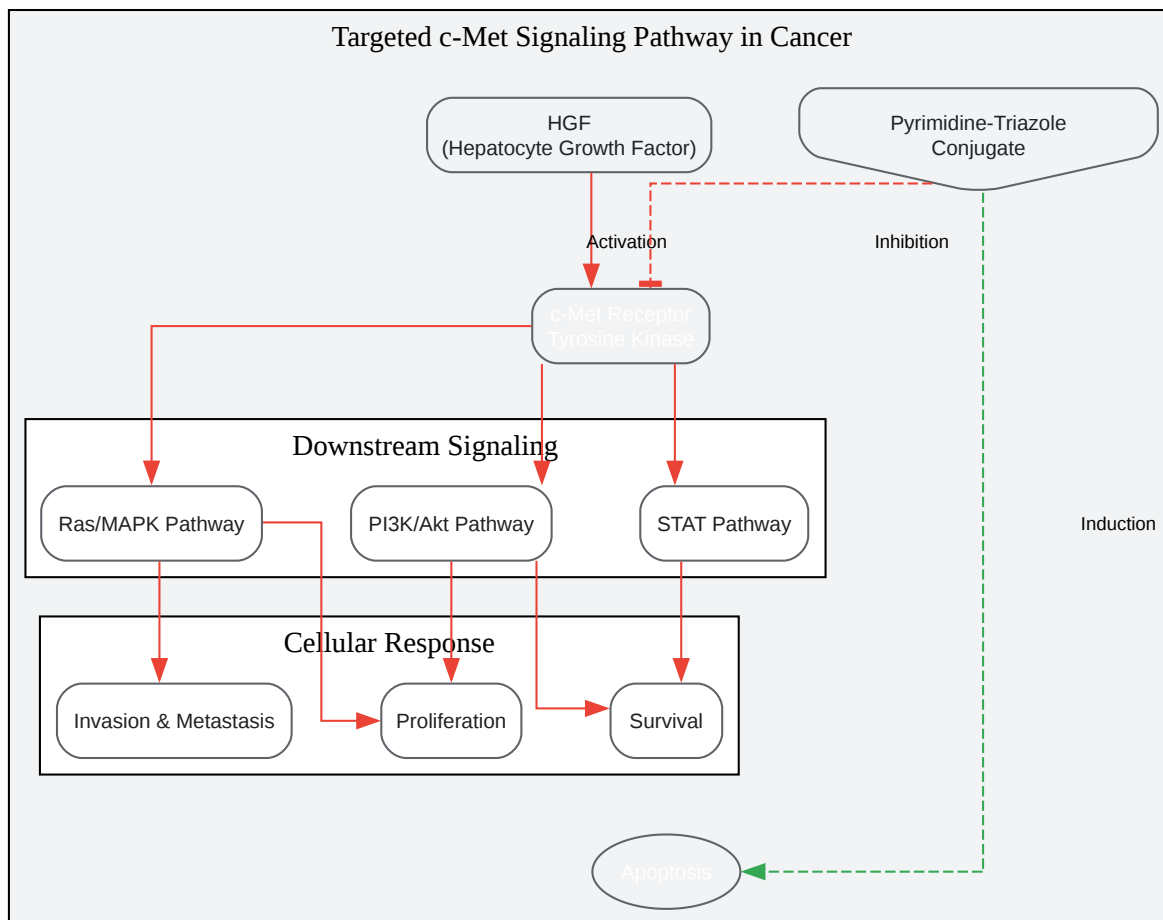 Targeted c-Met Signaling Pathway in Cancer
HGF
(Hepatocyte Growth Factor)
Pyrimidine-Triazole
Conjugate
Activation
Inhibition
c-Met Receptor
Tyrosine Kinase
Downstream Signaling
Ras/MAPK Pathway
PI3K/Akt Pathway
STAT Pathway
Induction
Cellular Response
Invasion & Metastasis
Proliferation
Survival
Apoptosis